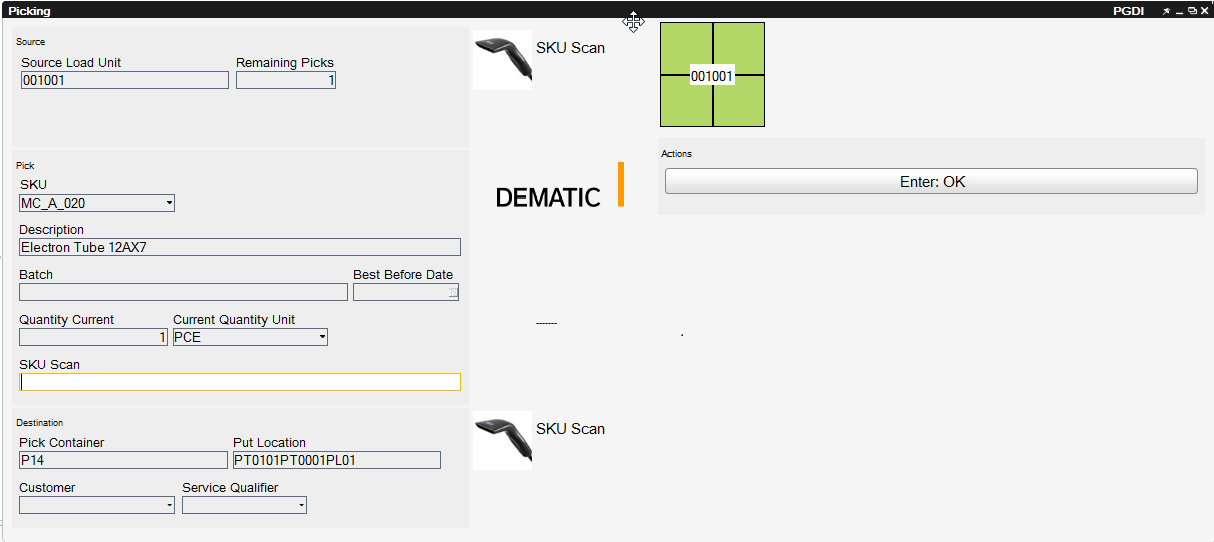 Picking PGDI
Source
Source Load Unit Remaining Picks
001001 1
SKU Scan
001001
Actions
Enter: OK
Pick
SKU
MC_A_020
Description
Electron Tube 12AX7
Batch Best Before Date
Quantity Current Current Quantity Unit
1 PCE
SKU Scan
DEMATIC
-------
.
Destination
Pick Container Put Location
P14 PT0101PT0001PL01
Customer Service Qualifier
SKU Scan